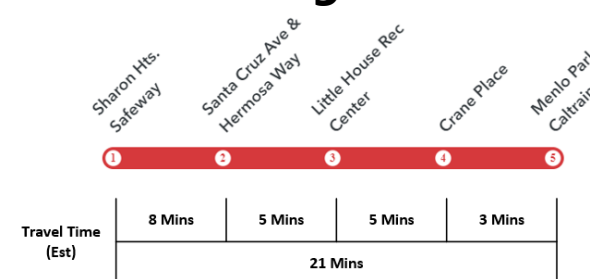 Sharon Hts.
Safeway
Santa Cruz Ave &
Hermosa Way
Little House Rec
Center
Crane Place
Menlo Park
Caltrain
1
2
3
4
5
Travel Time
(Est)
8 Mins
5 Mins
5 Mins
3 Mins
21 Mins